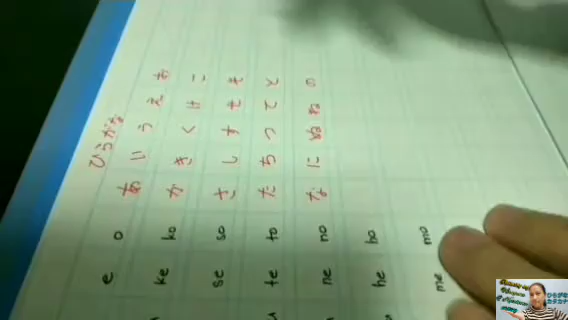 ひらがな
e o あ い う え お
ke ko か き く け こ
se so さ し す せ そ
te to た ち つ て と
ne no な に ぬ ね の
he ho
me mo